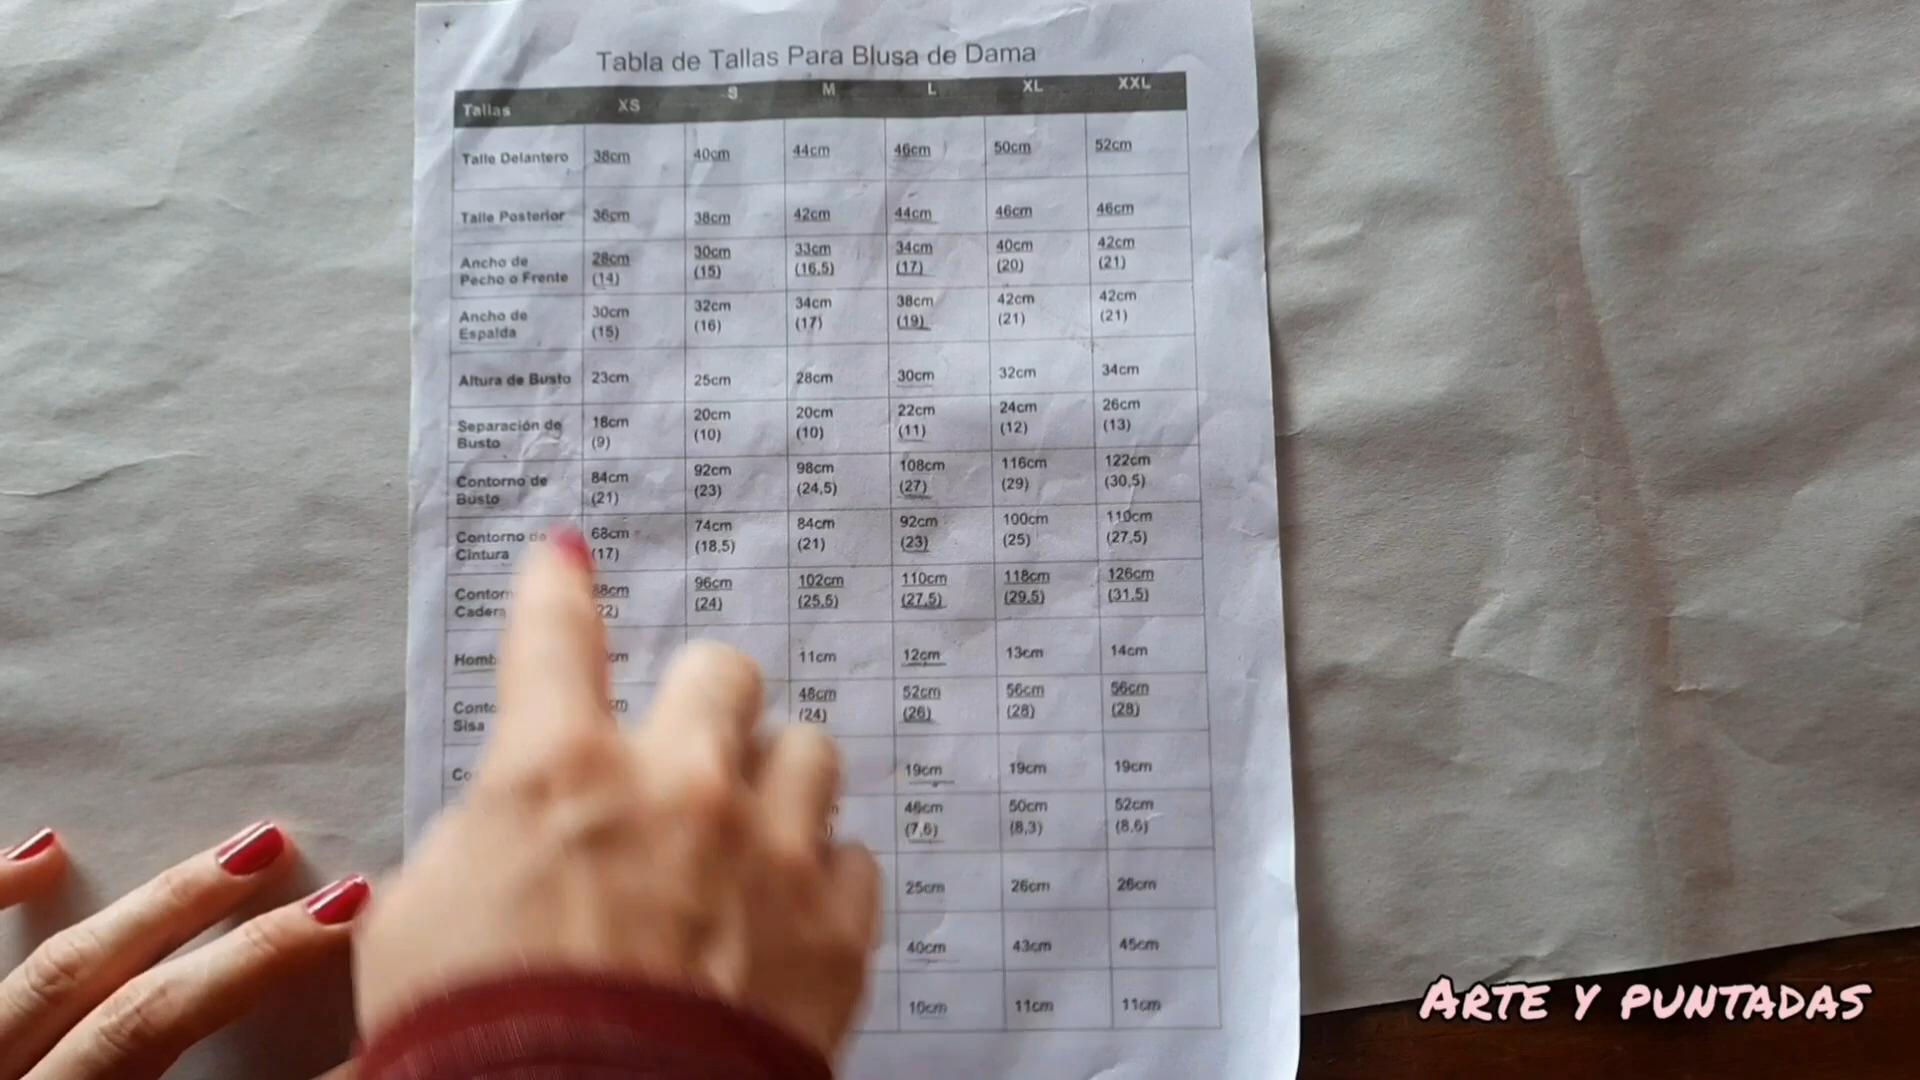 Tabla de Tallas Para Blusa de Dama
Tallas XS S M L XL XXL
Talle Delantero 38cm 40cm 44cm 46cm 50cm 52cm
Talle Posterior 36cm 38cm 42cm 44cm 46cm 46cm
Ancho de 28cm 30cm 33cm 34cm 40cm 42cm
Pecho o Frente (14) (15) (16,5) (17) (20) (21)
Ancho de 30cm 32cm 34cm 38cm 42cm 42cm
Espalda (15) (16) (17) (19) (21) (21)
Altura de Busto 23cm 25cm 28cm 30cm 32cm 34cm
Separación de 18cm 20cm 20cm 22cm 24cm 26cm
Busto (9) (10) (10) (11) (12) (13)
Contorno de 84cm 92cm 98cm 108cm 116cm 122cm
Busto (21) (23) (24,5) (27) (29) (30,5)
Contorno de 68cm 74cm 84cm 92cm 100cm 110cm
Cintura (17) (18,5) (21) (23) (25) (27,5)
96cm 102cm 110cm 118cm 126cm
Cadera (24) (25,5) (27,5) (29,5) (31,5)
11cm 12cm 13cm 14cm
48cm 52cm 56cm 56cm
Sisa (24) (26) (28) (28)
19cm 19cm 19cm
46cm 50cm 52cm
(7,6) (8,3) (8,6)
25cm 26cm 26cm
40cm 43cm 45cm
10cm 11cm 11cm
ARTE Y PUNTADAS